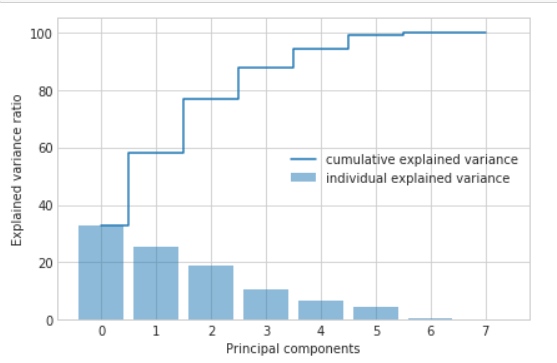 100
80
60
40
20
0
Explained variance ratio
cumulative explained variance
individual explained variance
0 1 2 3 4 5 6 7
Principal components